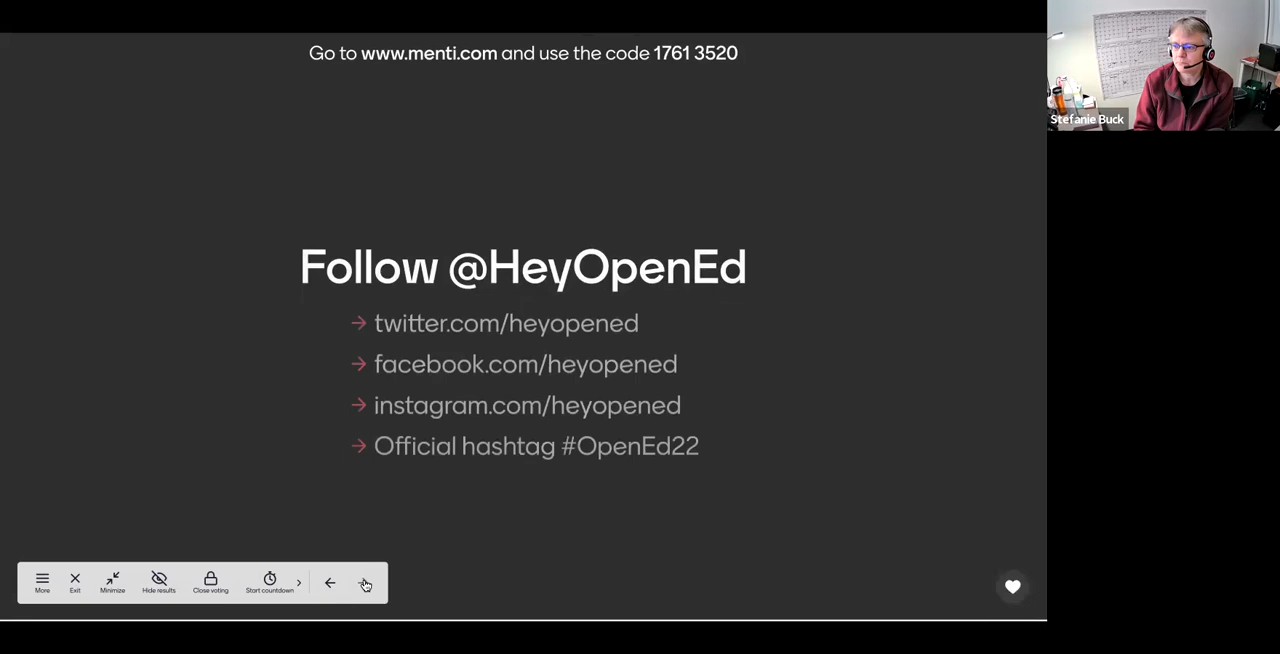 Go to www.menti.com and use the code 1761 3520
Stefanie Buck
Follow @HeyOpenEd
→ twitter.com/heyopened
→ facebook.com/heyopened
→ instagram.com/heyopened
→ Official hashtag #OpenEd22
More Exit Minimize Hide results Close voting Start countdown